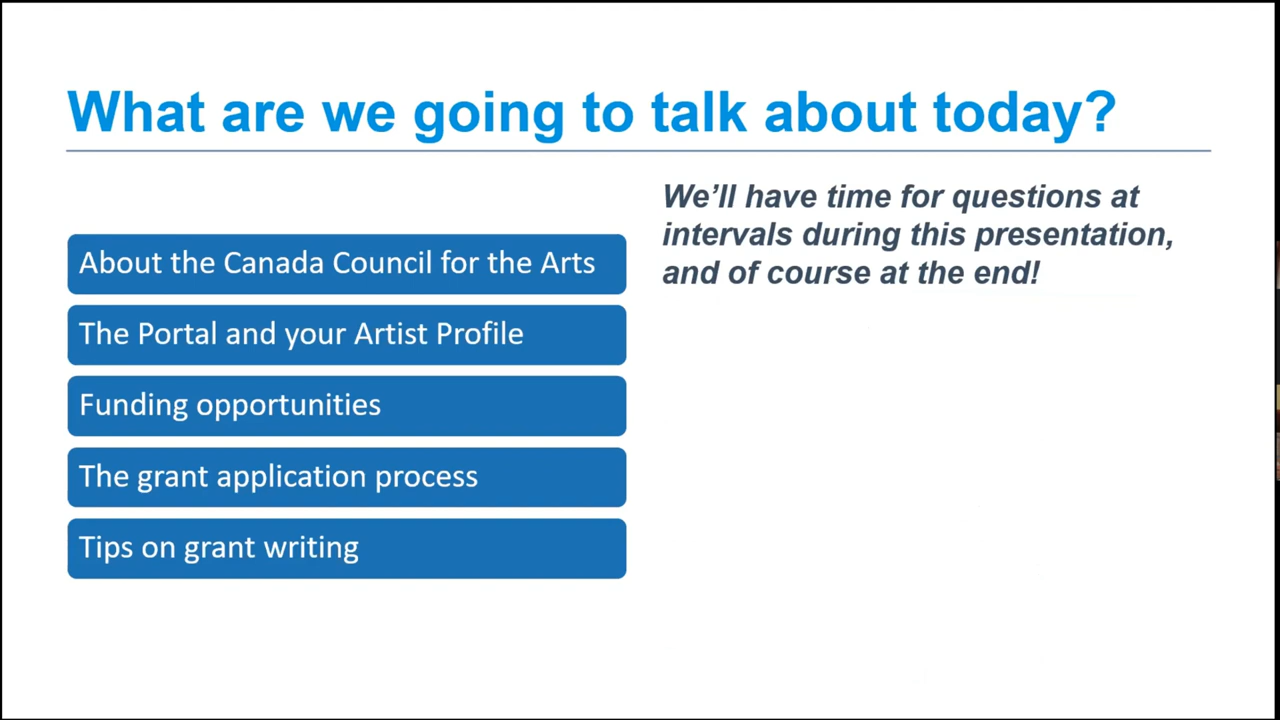 What are we going to talk about today?
About the Canada Council for the Arts
The Portal and your Artist Profile
Funding opportunities
The grant application process
Tips on grant writing
We’ll have time for questions at
intervals during this presentation,
and of course at the end!